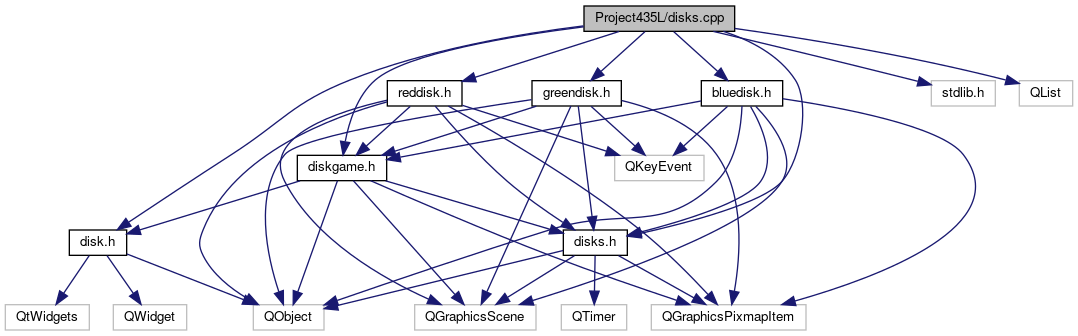 Project435L/disks.cpp
reddisk.h
greendisk.h
bluedisk.h
stdlib.h
QList
diskgame.h
QKeyEvent
disk.h
disks.h
QtWidgets
QWidget
QObject
QGraphicsScene
QTimer
QGraphicsPixmapItem